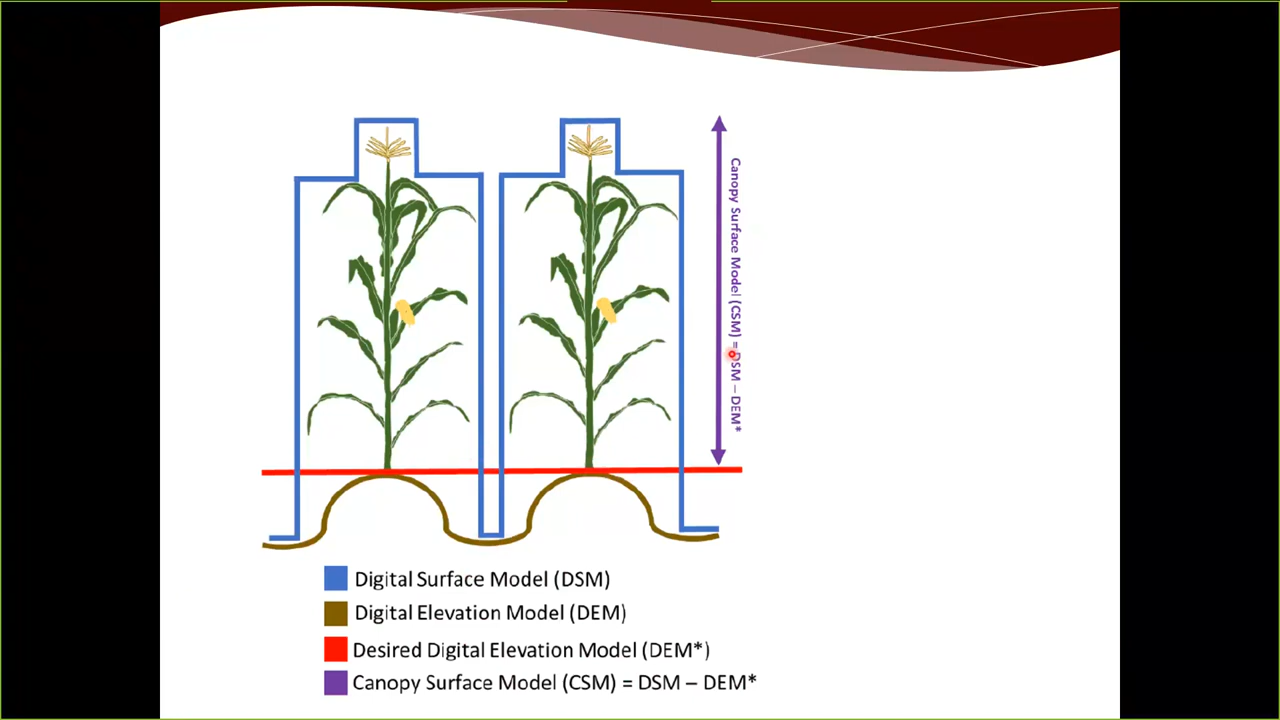 Canopy Surface Model (CSM) = DSM – DEM*
Digital Surface Model (DSM)
Digital Elevation Model (DEM)
Desired Digital Elevation Model (DEM*)
Canopy Surface Model (CSM) = DSM – DEM*